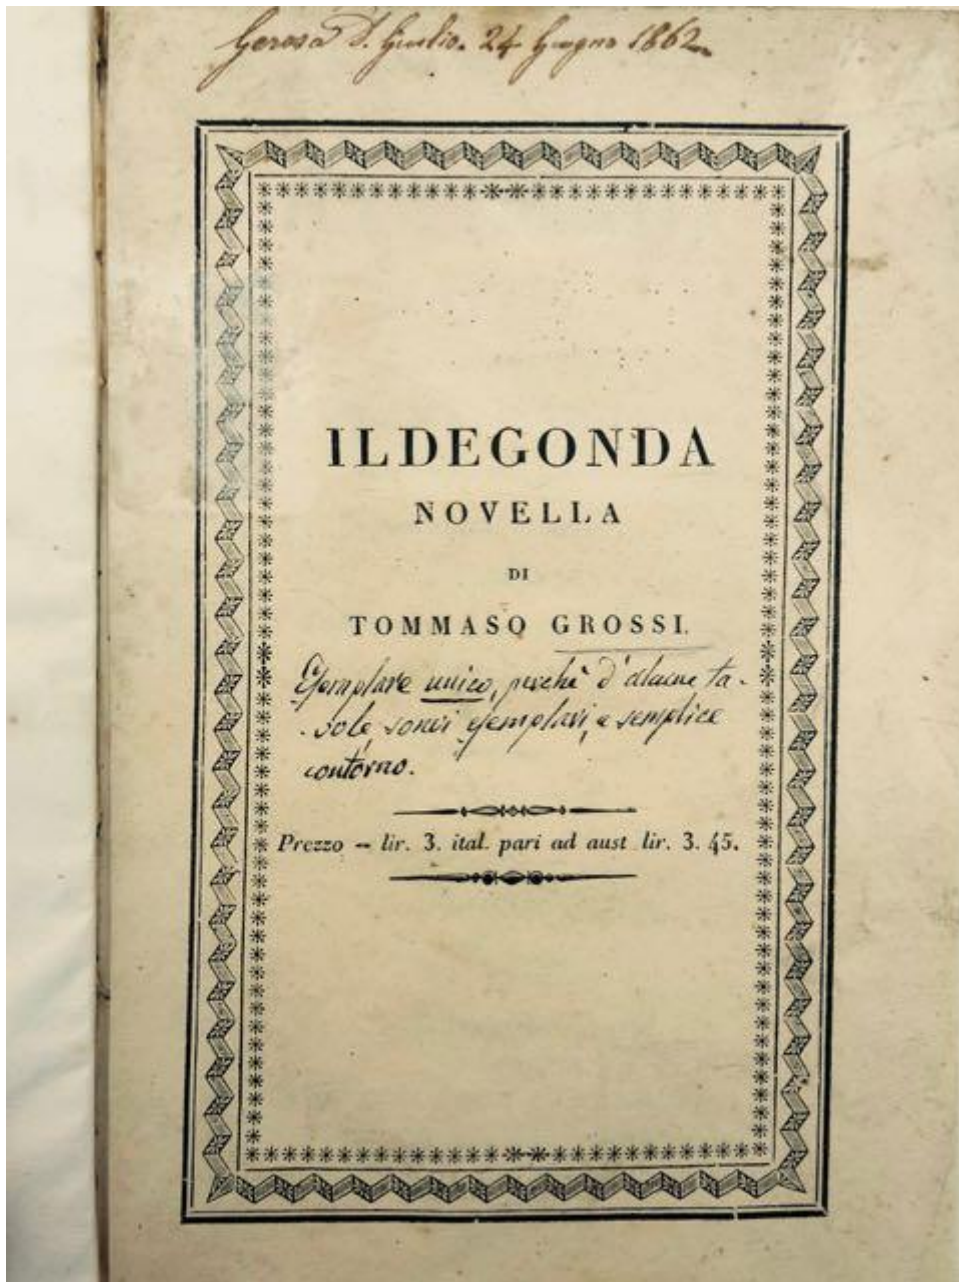 Gerosa D. Giulio. 24 Giugno 1862
ILDEGONDA
NOVELLA
DI
TOMMASO GROSSI.
Esemplare unico, perchè d'alcune ta-
vole sonvi esemplari, a semplice
contorno.
Prezzo - lir. 3. ital. pari ad aust lir. 3. 45.